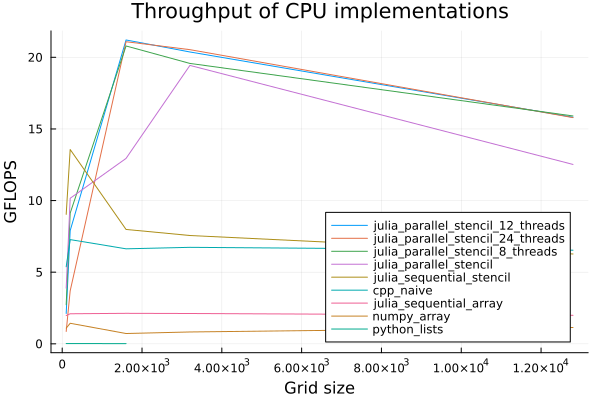 Throughput of CPU implementations
GFLOPS
20
15
10
5
0
julia_parallel_stencil_12_threads
julia_parallel_stencil_24_threads
julia_parallel_stencil_8_threads
julia_parallel_stencil
julia_sequential_stencil
cpp_naive
julia_sequential_array
numpy_array
python_lists
0 2.00×10³ 4.00×10³ 6.00×10³ 8.00×10³ 1.00×10⁴ 1.20×10⁴
Grid size